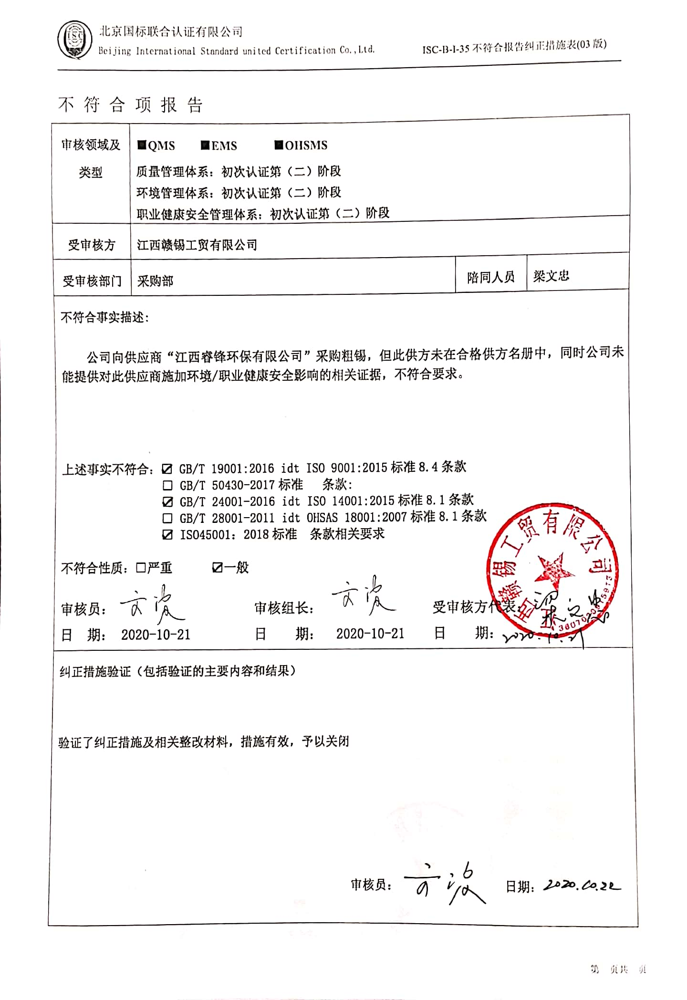 ISC
北京国标联合认证有限公司
Beijing International Standard united Certification Co.,Ltd.
ISC-B-I-35 不符合报告纠正措施表(03 版)
不符合项报告
审核领域及类型
■QMS ■EMS ■OHSMS
质量管理体系：初次认证第（二）阶段
环境管理体系：初次认证第（二）阶段
职业健康安全管理体系：初次认证第（二）阶段
受审核方 江西赣锡工贸有限公司
受审核部门 采购部 陪同人员 梁文忠
不符合事实描述：
公司向供应商“江西睿锋环保有限公司”采购粗锡，但此供方未在合格供方名册中，同时公司未
能提供对此供应商施加环境/职业健康安全影响的相关证据，不符合要求。
上述事实不符合：☑ GB/T 19001:2016 idt ISO 9001:2015 标准 8.4 条款
□ GB/T 50430-2017 标准 条款：
☑ GB/T 24001-2016 idt ISO 14001:2015 标准 8.1 条款
□ GB/T 28001-2011 idt OHSAS 18001:2007 标准 8.1 条款
☑ ISO45001：2018 标准 条款相关要求
不符合性质：□严重 ☑一般
审核员： 文波 审核组长： 文波 受审核方代表： 梁文忠
日 期： 2020-10-21 日 期： 2020-10-21 日 期： 2020.10.21
江西赣锡工贸有限公司
纠正措施验证（包括验证的主要内容和结果）
验证了纠正措施及相关整改材料，措施有效，予以关闭
审核员： 文波 日期：2020.10.22
第 页共 页